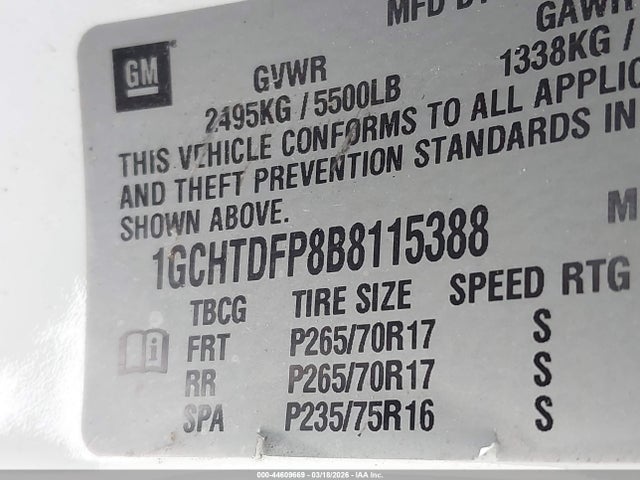 MFD B
GM
GVWR
GAWR
2495KG / 5500LB
1338KG /
THIS VEHICLE CONFORMS TO ALL APPLIC
AND THEFT PREVENTION STANDARDS IN
SHOWN ABOVE.
M
1GCHTDFP8B8115388
TBCG TIRE SIZE SPEED RTG
FRT P265/70R17 S
RR P265/70R17 S
SPA P235/75R16 S
000-44609669 | 03/18/2026 - IAA Inc.